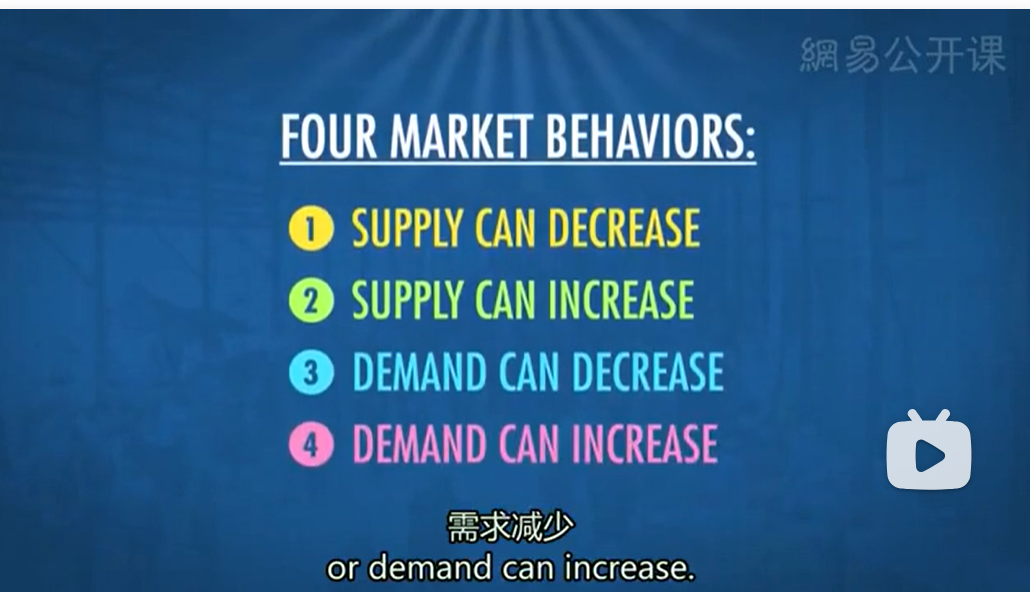 網易公开课
FOUR MARKET BEHAVIORS:
1 SUPPLY CAN DECREASE
2 SUPPLY CAN INCREASE
3 DEMAND CAN DECREASE
4 DEMAND CAN INCREASE
需求减少
or demand can increase.